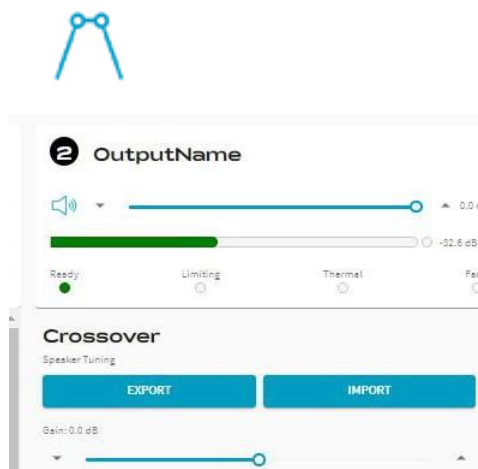 2 OutputName
0.0
-32.6 dB
Ready Limiting Thermal
Crossover
Speaker Tuning
EXPORT IMPORT
Gain: 0.0 dB